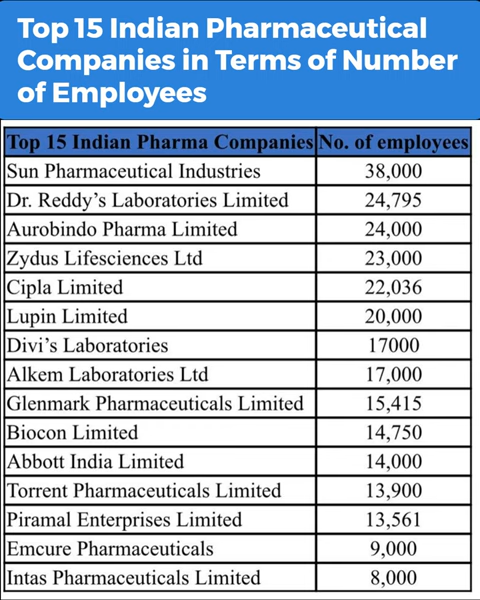 Top 15 Indian Pharmaceutical
Companies in Terms of Number
of Employees
Top 15 Indian Pharma Companies No. of employees
Sun Pharmaceutical Industries 38,000
Dr. Reddy’s Laboratories Limited 24,795
Aurobindo Pharma Limited 24,000
Zydus Lifesciences Ltd 23,000
Cipla Limited 22,036
Lupin Limited 20,000
Divi’s Laboratories 17000
Alkem Laboratories Ltd 17,000
Glenmark Pharmaceuticals Limited 15,415
Biocon Limited 14,750
Abbott India Limited 14,000
Torrent Pharmaceuticals Limited 13,900
Piramal Enterprises Limited 13,561
Emcure Pharmaceuticals 9,000
Intas Pharmaceuticals Limited 8,000